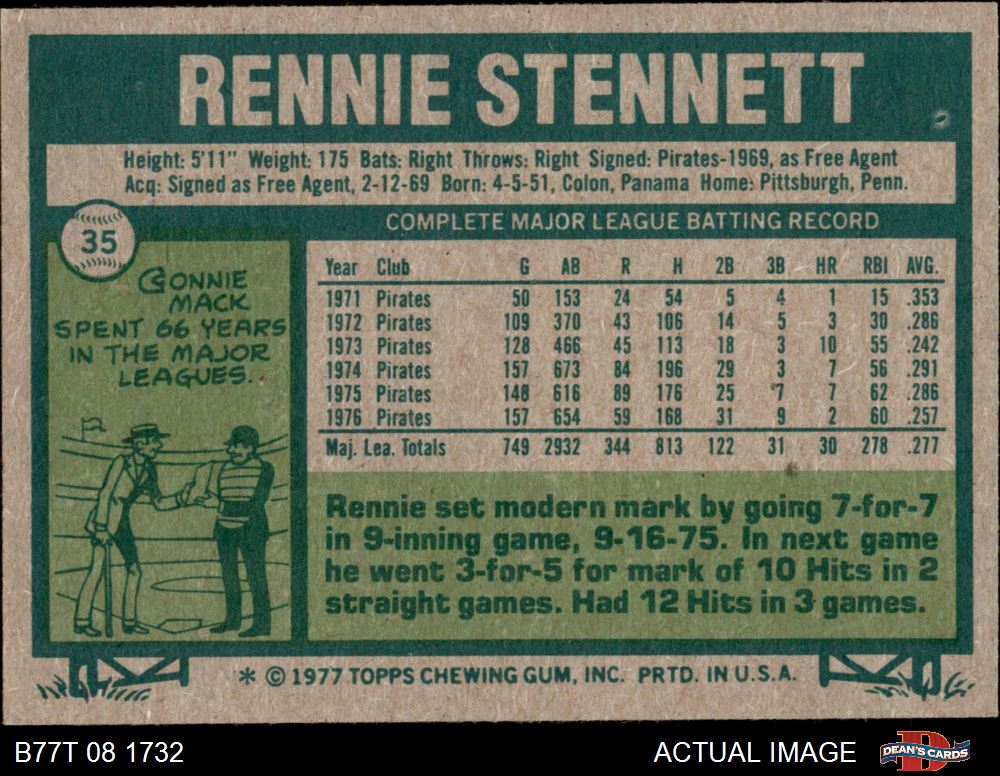 RENNIE STENNETT
Height: 5'11" Weight: 175 Bats: Right Throws: Right Signed: Pirates-1969, as Free Agent
Acq: Signed as Free Agent, 2-12-69 Born: 4-5-51, Colon, Panama Home: Pittsburgh, Penn.
35
CONNIE
MACK
SPENT 66 YEARS
IN THE MAJOR
LEAGUES.
COMPLETE MAJOR LEAGUE BATTING RECORD
Year Club G AB R H 2B 3B HR RBI AVG.
1971 Pirates 50 153 24 54 5 4 1 15 .353
1972 Pirates 109 370 43 106 14 5 3 30 .286
1973 Pirates 128 466 45 113 18 3 10 55 .242
1974 Pirates 157 673 84 196 29 3 7 56 .291
1975 Pirates 148 616 89 176 25 7 7 62 .286
1976 Pirates 157 654 59 168 31 9 2 60 .257
Maj. Lea. Totals 749 2932 344 813 122 31 30 278 .277
Rennie set modern mark by going 7-for-7
in 9-inning game, 9-16-75. In next game
he went 3-for-5 for mark of 10 Hits in 2
straight games. Had 12 Hits in 3 games.
* © 1977 TOPPS CHEWING GUM, INC. PRTD. IN U.S.A.
B77T 08 1732
ACTUAL IMAGE
D
DEAN'S CARDS